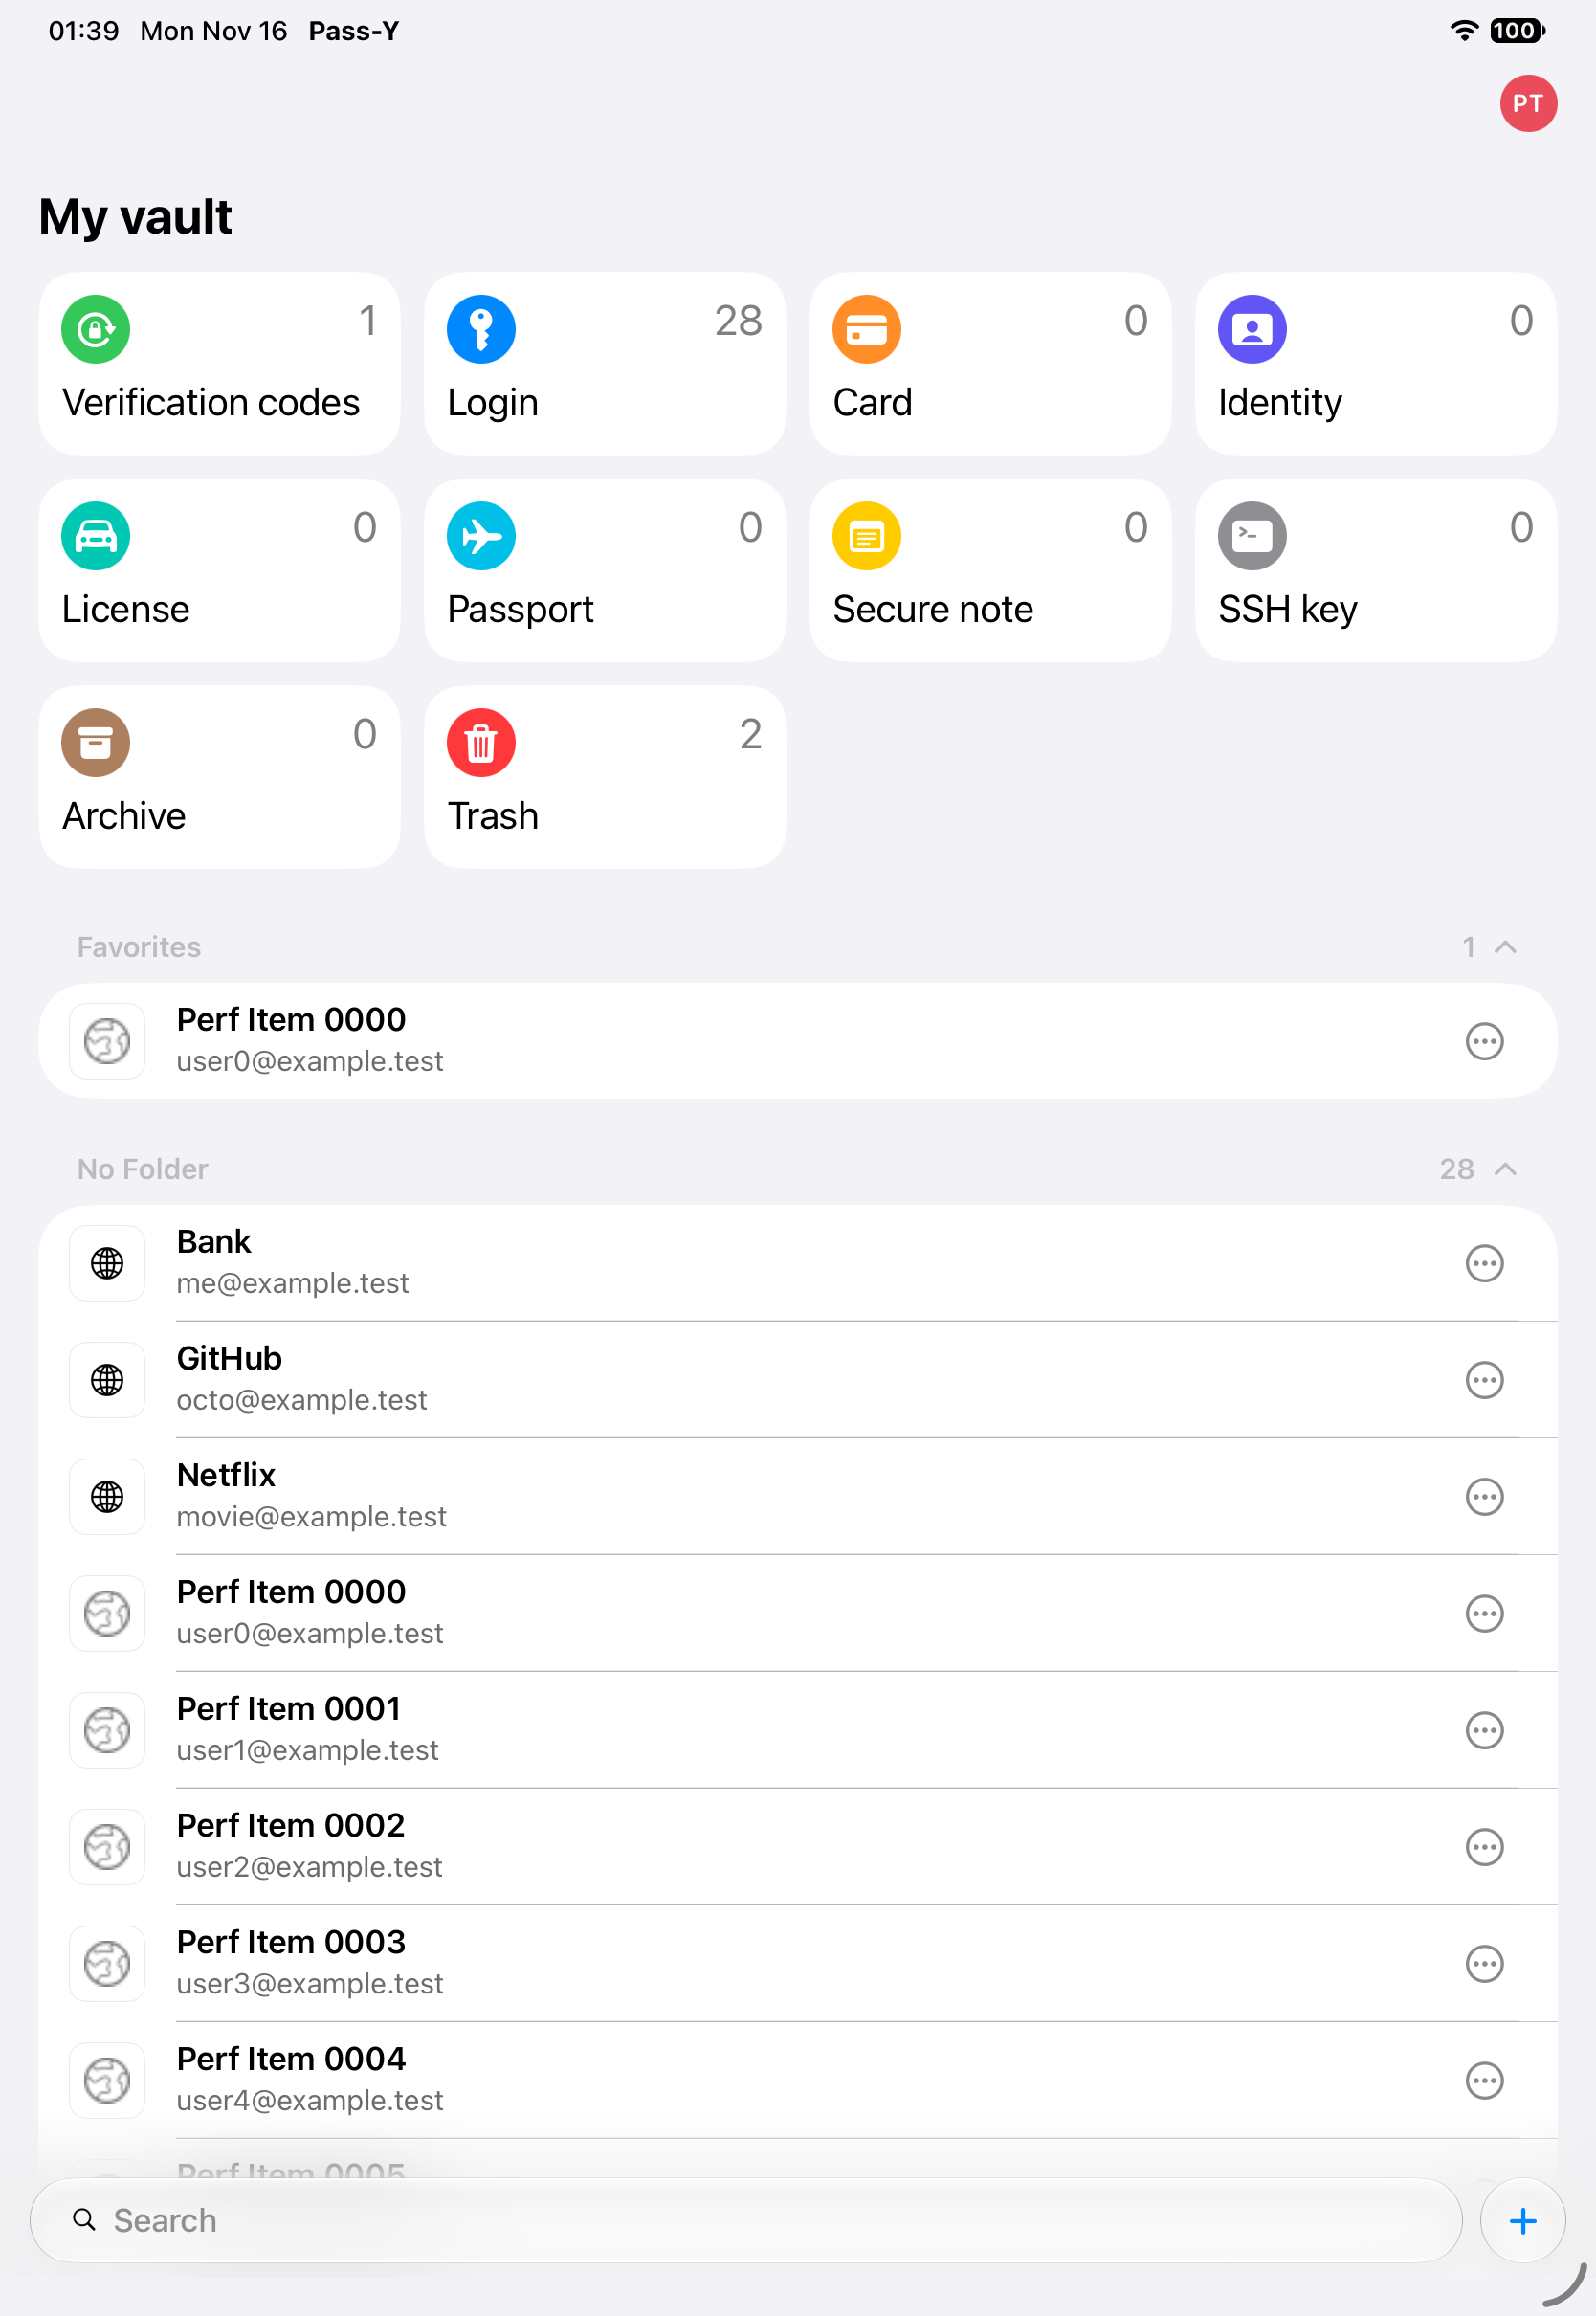 01:39 Mon Nov 16 Pass-Y 100
PT
My vault
1
Verification codes
28
Login
0
Card
0
Identity
0
License
0
Passport
0
Secure note
0
SSH key
0
Archive
2
Trash
Favorites 1
Perf Item 0000
user0@example.test
No Folder 28
Bank
me@example.test
GitHub
octo@example.test
Netflix
movie@example.test
Perf Item 0000
user0@example.test
Perf Item 0001
user1@example.test
Perf Item 0002
user2@example.test
Perf Item 0003
user3@example.test
Perf Item 0004
user4@example.test
Perf Item 0005
Search